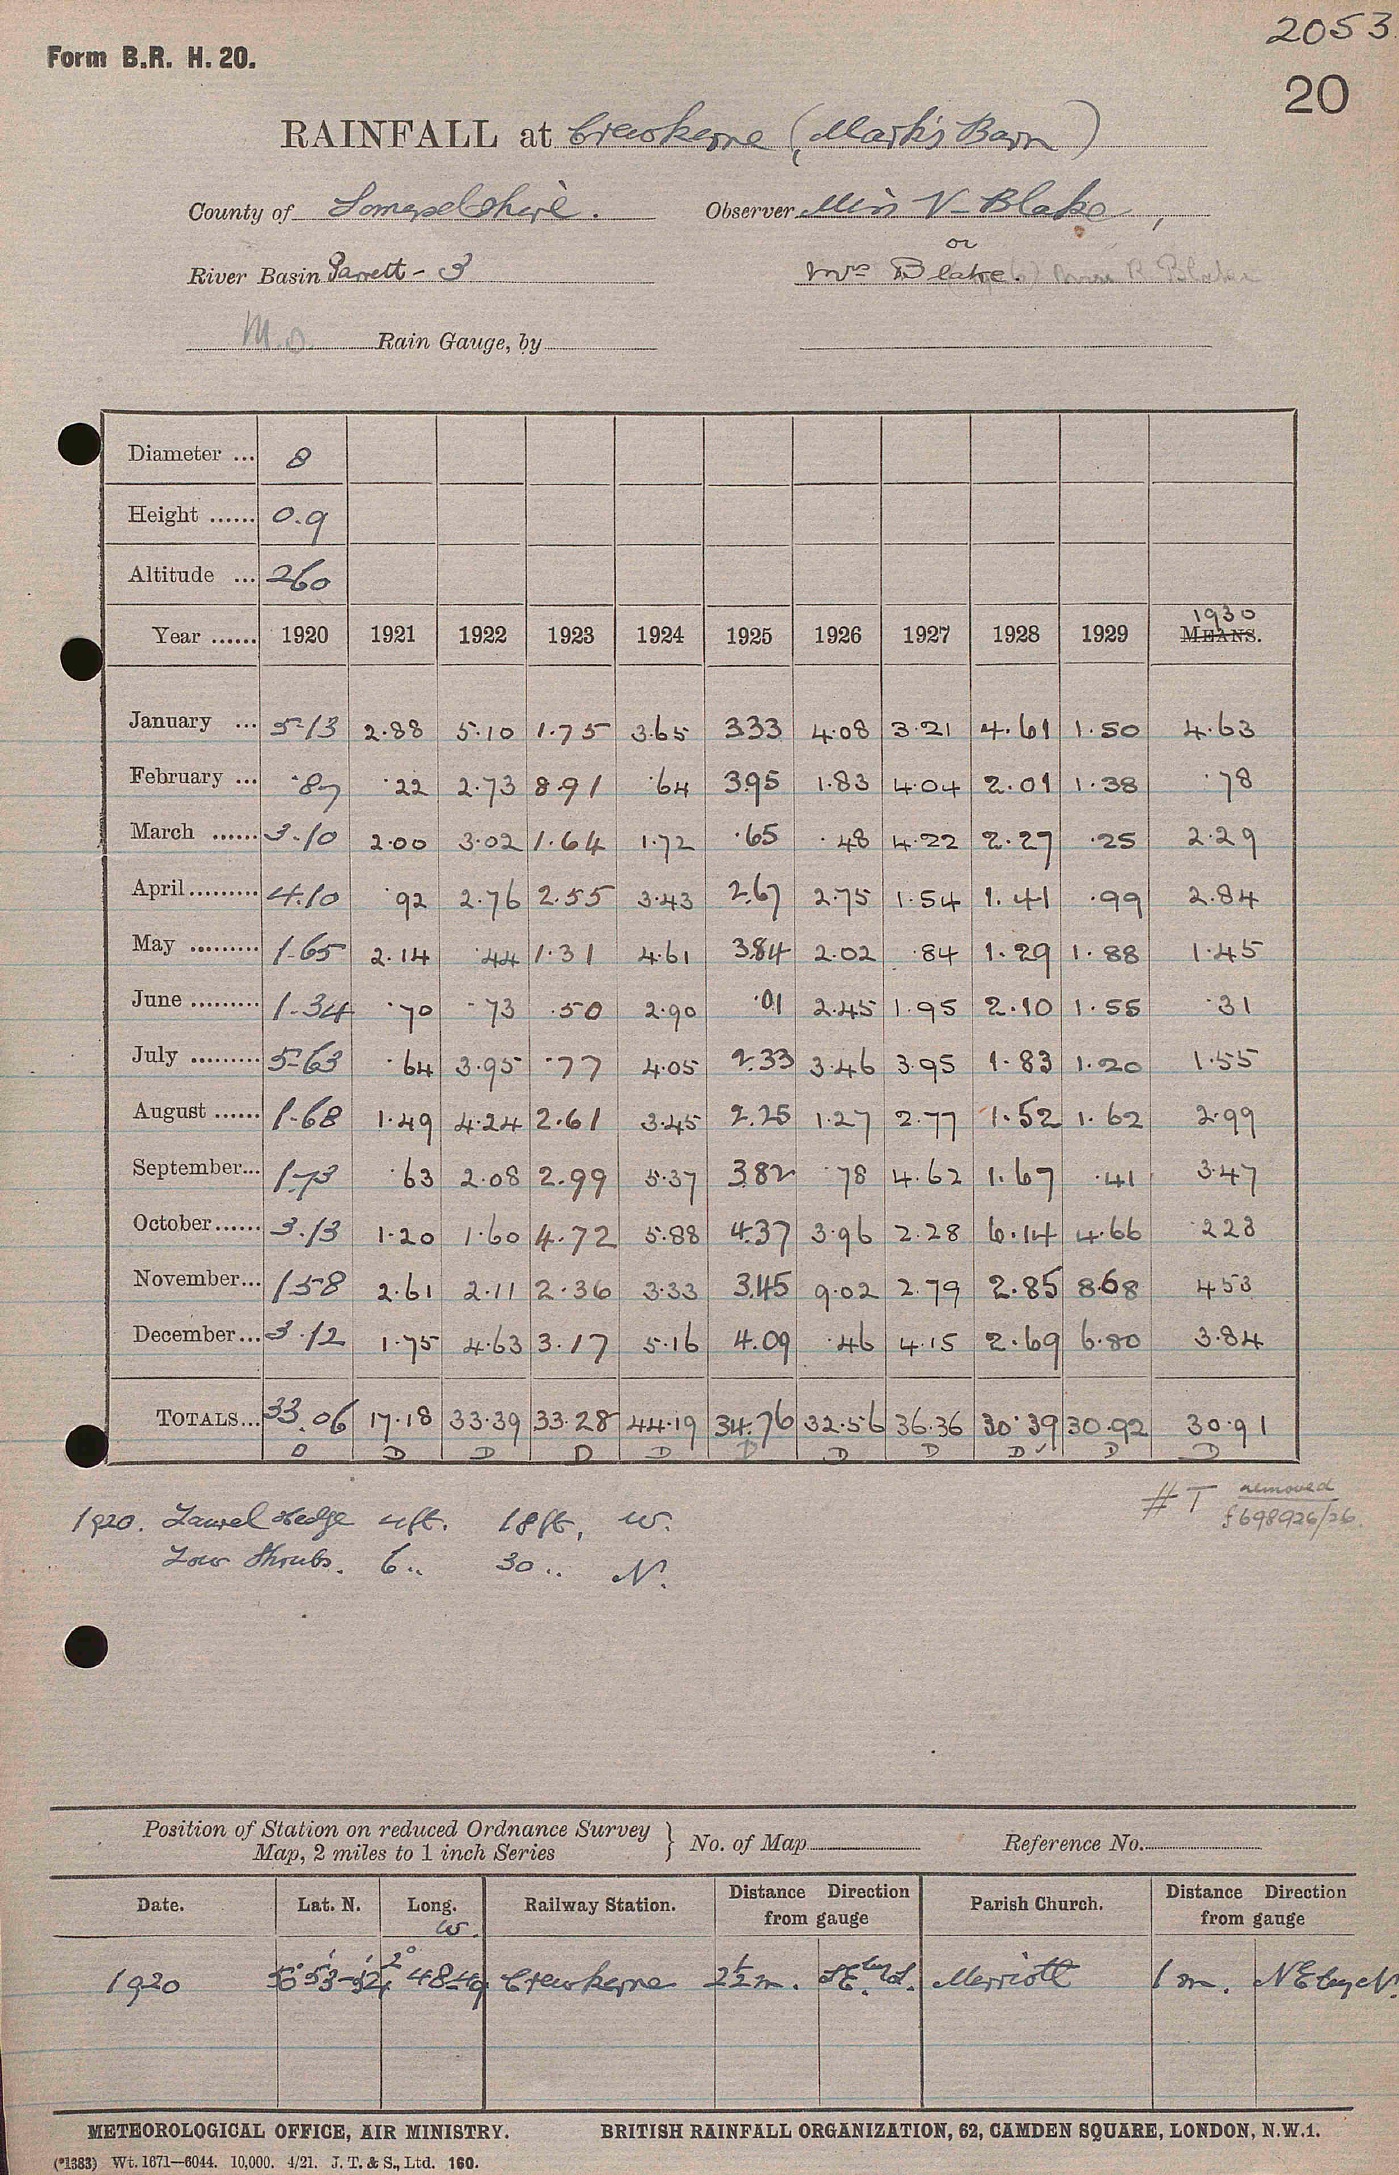 2053
Form B.R. H. 20.
20
RAINFALL at Crewkerne (Mark's Barn)
County of Somersetshire. Observer Miss V. Blake,
or
River Basin Parrett - 3 Mrs Blake
M.O. Rain Gauge, by
Diameter ... 8
Height ...... 0.9
Altitude ... 260
1930
Year ...... 1920 1921 1922 1923 1924 1925 1926 1927 1928 1929 MEANS.
January ... 5.13 2.88 5.10 1.75 3.65 3.33 4.08 3.21 4.61 1.50 4.63
February ... .87 .22 2.73 8.91 .64 3.95 1.83 4.04 2.01 1.38 .78
March ...... 3.10 2.00 3.02 1.64 1.72 .65 .48 4.22 2.27 .25 2.29
April ......... 4.10 .92 2.76 2.55 3.43 2.67 2.75 1.54 1.41 .99 2.84
May ......... 1.65 2.14 .44 1.31 4.61 3.84 2.02 .84 1.29 1.88 1.45
June ......... 1.34 .70 .73 .50 2.90 .01 2.45 1.95 2.10 1.55 .31
July ......... 5.63 .64 3.95 .77 4.05 2.33 3.46 3.95 1.83 1.20 1.55
August ...... 1.68 1.49 4.24 2.61 3.45 2.25 1.27 2.77 1.52 1.62 2.99
September... 1.73 .63 2.08 2.99 5.37 3.82 .78 4.62 1.67 .41 3.47
October ...... 3.13 1.20 1.60 4.72 5.88 4.37 3.96 2.28 6.14 4.66 2.23
November... 1.58 2.61 2.11 2.36 3.33 3.45 9.02 2.79 2.85 8.68 4.53
December... 3.12 1.75 4.63 3.17 5.16 4.09 .46 4.15 2.69 6.80 3.84
TOTALS... 33.06 17.18 33.39 33.28 44.19 34.76 32.56 36.36 30.39 30.92 30.91
D D D D D D D D D D D
# T removed
f698926/26.
1920. Laurel Hedge 4ft. 18ft, W.
Low Shrubs. 6 .. 30 .. N.
Position of Station on reduced Ordnance Survey
Map, 2 miles to 1 inch Series } No. of Map Reference No.
Date. Lat. N. Long. W. Railway Station. Distance Direction from gauge Parish Church. Distance Direction from gauge
1920 50° 53'-52' 2° 48-49 Crewkerne 2½ m. SE. by S. Merriott 1 m. NE by N.
METEOROLOGICAL OFFICE, AIR MINISTRY. BRITISH RAINFALL ORGANIZATION, 62, CAMDEN SQUARE, LONDON, N.W.1.
(*1383) Wt. 1671—6044. 10,000. 4/21. J. T. & S., Ltd. 160.